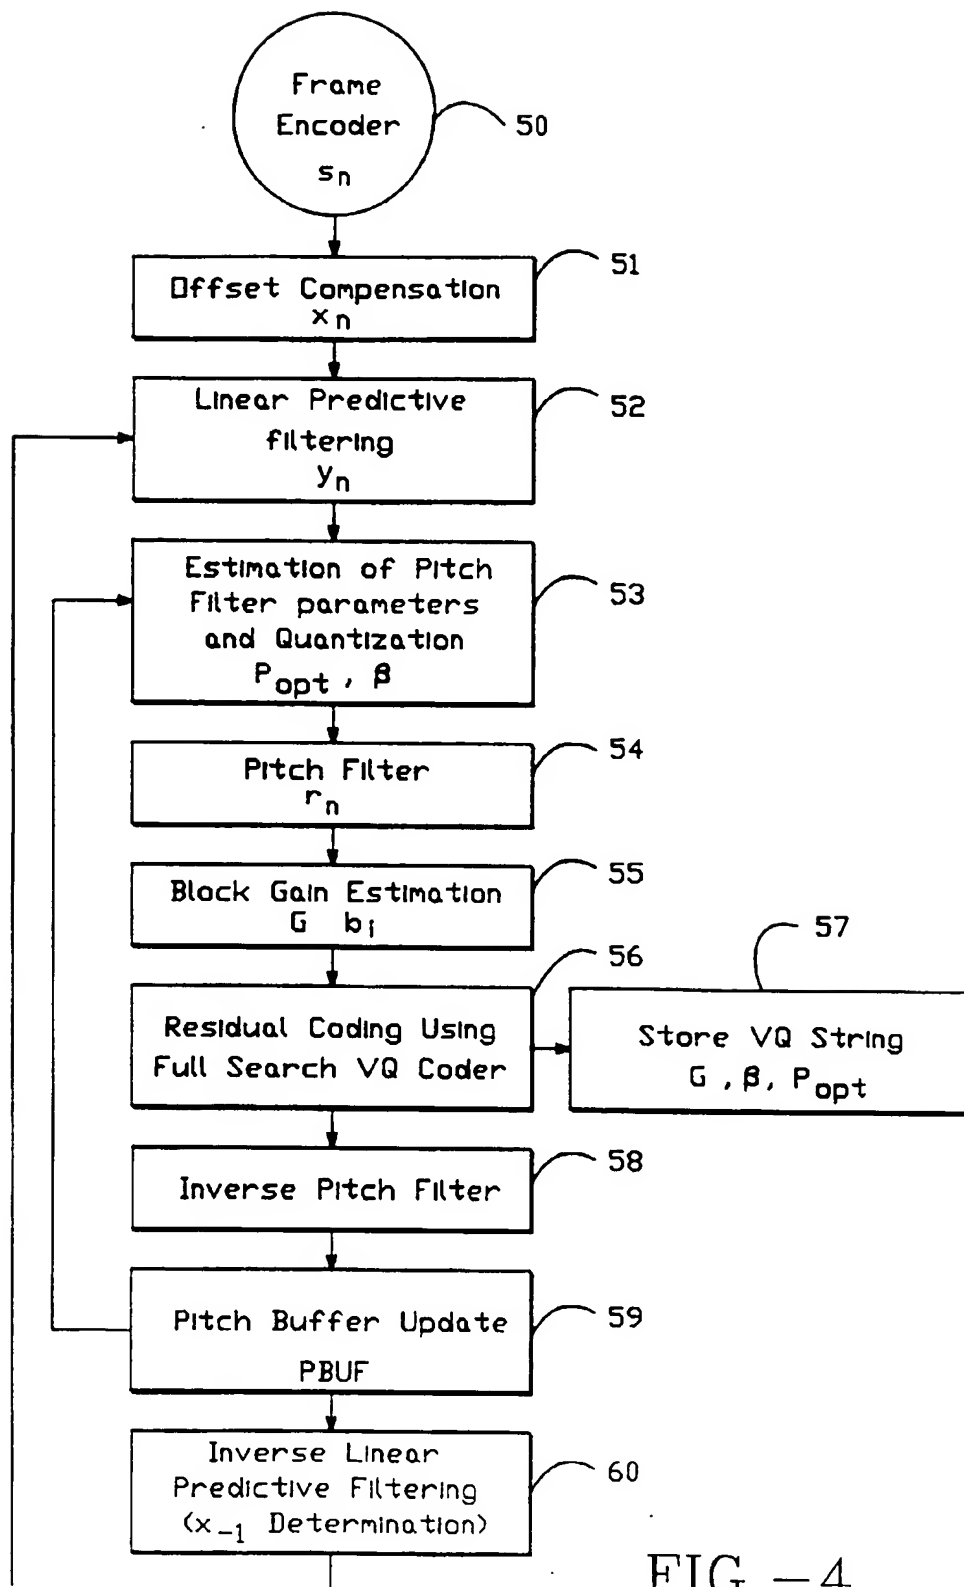 Frame
Encoder
sn
50
51
Offset Compensation
xn
52
Linear Predictive
filtering
yn
53
Estimation of Pitch
Filter parameters
and Quantization
Popt , β
54
Pitch Filter
rn
55
Block Gain Estimation
G bi
56
57
Residual Coding Using
Full Search VQ Coder
Store VQ String
G , β, Popt
58
Inverse Pitch Filter
59
Pitch Buffer Update
PBUF
60
Inverse Linear
Predictive Filtering
(x-1 Determination)
FIG.-4